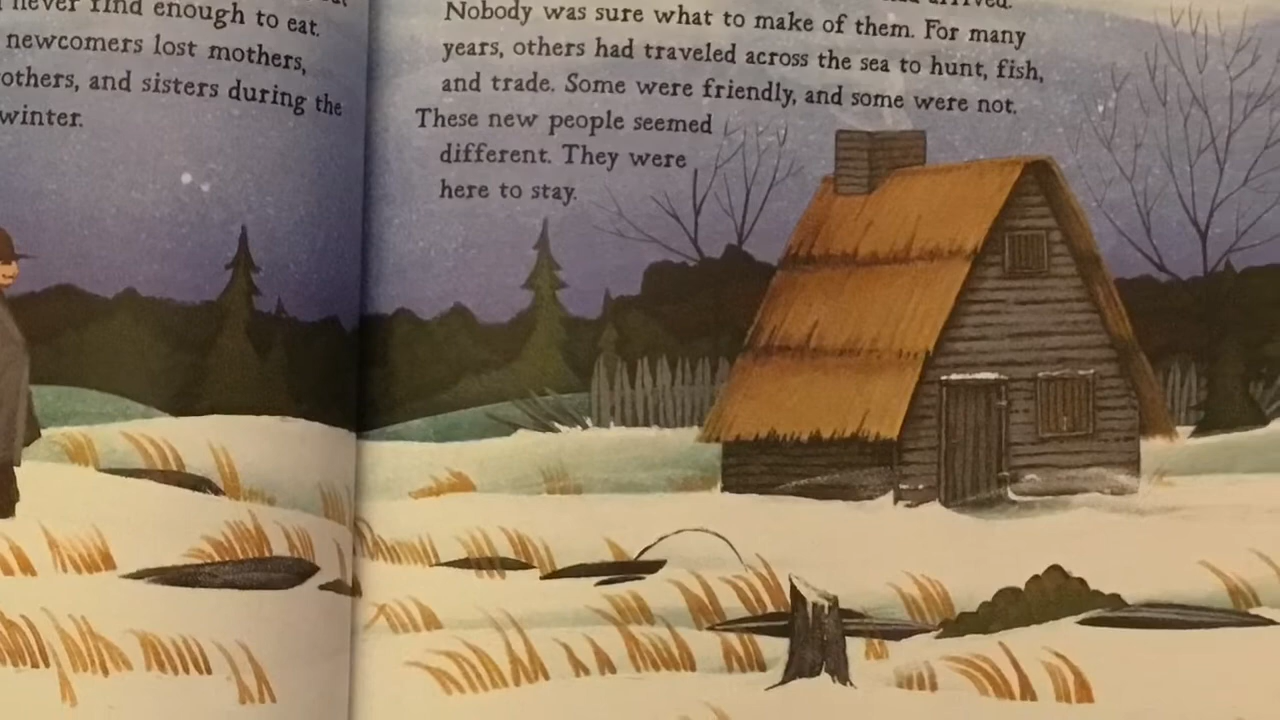 never find enough to eat.
newcomers lost mothers,
others, and sisters during the
winter.
arrived.
Nobody was sure what to make of them. For many
years, others had traveled across the sea to hunt, fish,
and trade. Some were friendly, and some were not.
These new people seemed
different. They were
here to stay.